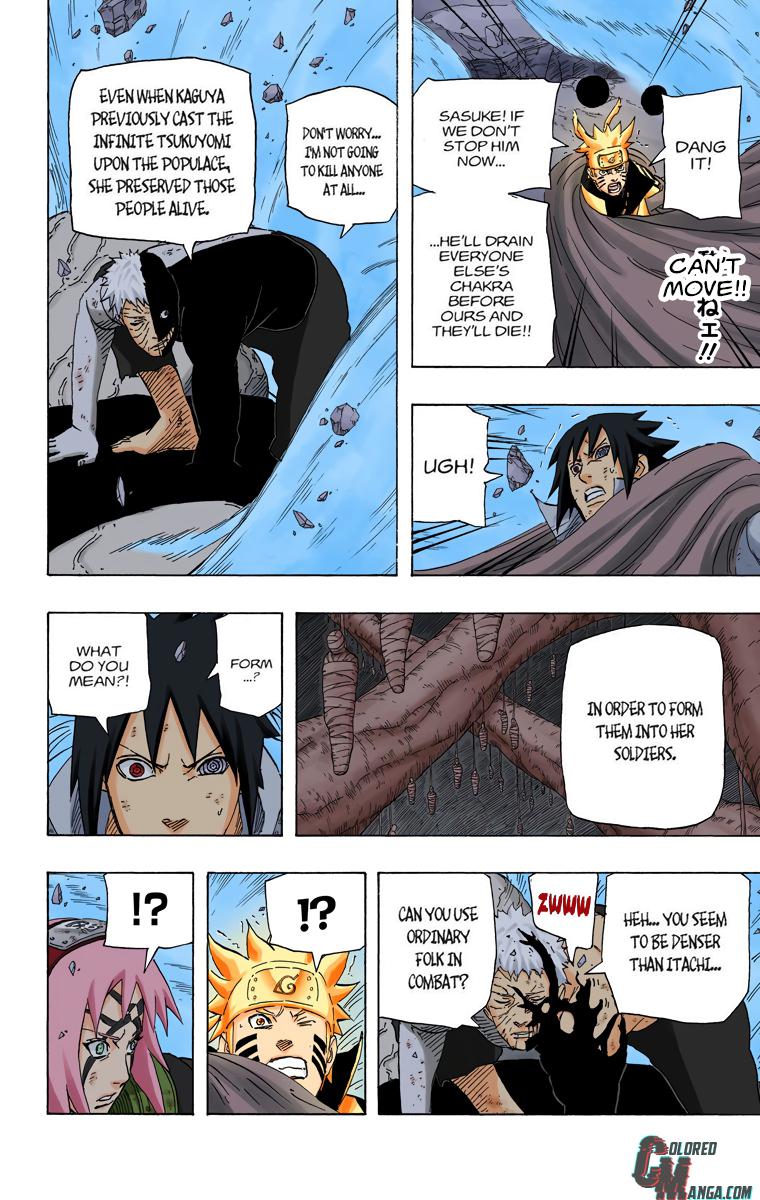 DANG
IT!
SASUKE! IF
WE DON'T
STOP HIM
NOW...
...HE'LL DRAIN
EVERYONE
ELSE'S
CHAKRA
BEFORE
OURS AND
THEY'LL DIE!!
CAN'T
MOVE!!
ねェ!!
UGH!
DON'T WORRY...
I'M NOT GOING
TO KILL ANYONE
AT ALL...
EVEN WHEN KAGUYA
PREVIOUSLY CAST THE
INFINITE TSUKUYOMI
UPON THE POPULACE,
SHE PRESERVED THOSE
PEOPLE ALIVE.
IN ORDER TO FORM
THEM INTO HER
SOLDIERS.
FORM
...?
WHAT
DO YOU
MEAN?!
HEH... YOU SEEM
TO BE DENSER
THAN ITACHI...
ZWWW
CAN YOU USE
ORDINARY
FOLK IN
COMBAT?
!?
!?
COLORED
MANGA.COM